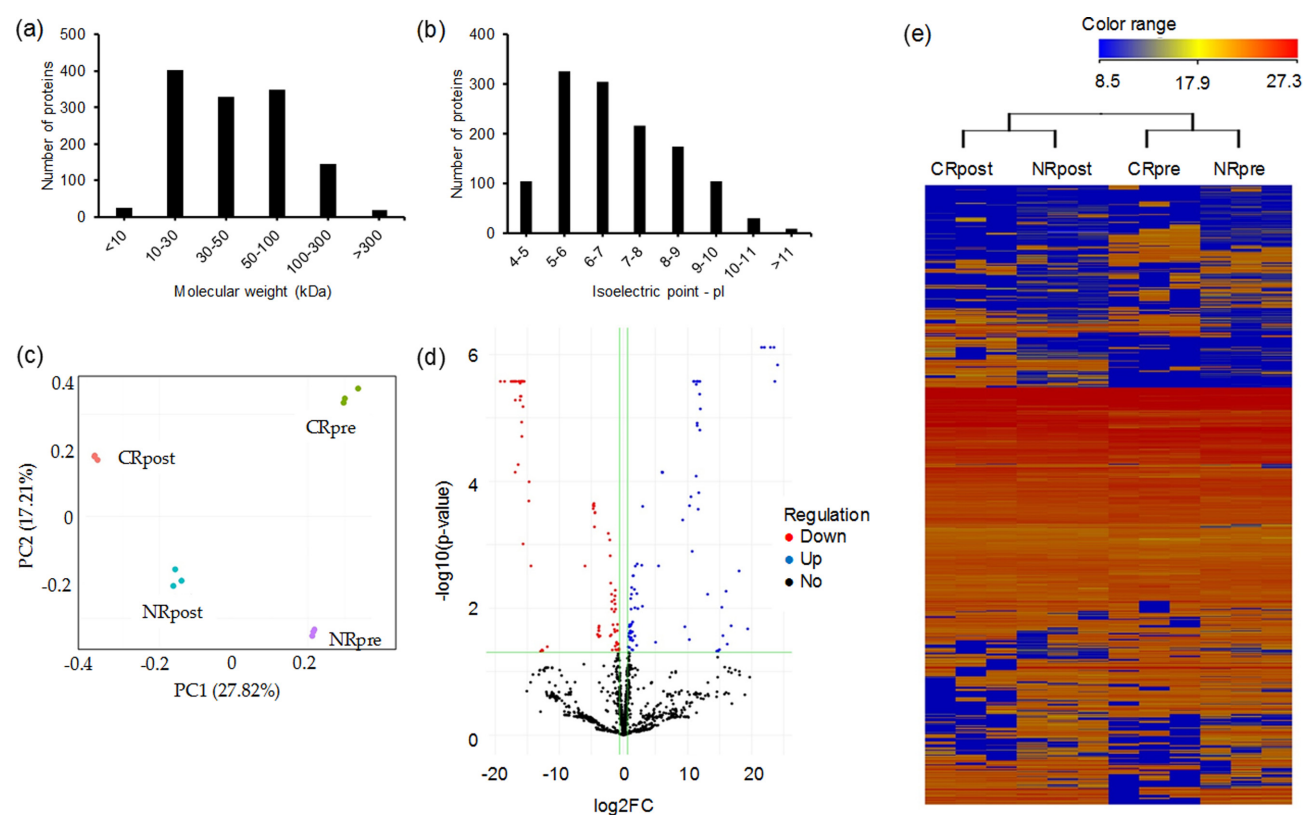 (a)
500
400
300
200
100
0
Number of proteins
<10
10-30
30-50
50-100
100-300
>300
Molecular weight (kDa)
(b)
400
300
200
100
0
Number of proteins
4-5
5-6
6-7
7-8
8-9
9-10
10-11
>11
Isoelectric point - pI
(c)
0.4
0.2
0
-0.2
PC2 (17.21%)
CRpre
CRpost
NRpost
NRpre
-0.4
-0.2
0
0.2
PC1 (27.82%)
(d)
6
4
2
0
-log10(p-value)
-20
-10
0
10
20
log2FC
Regulation
Down
Up
No
(e)
Color range
8.5
17.9
27.3
CRpost
NRpost
CRpre
NRpre